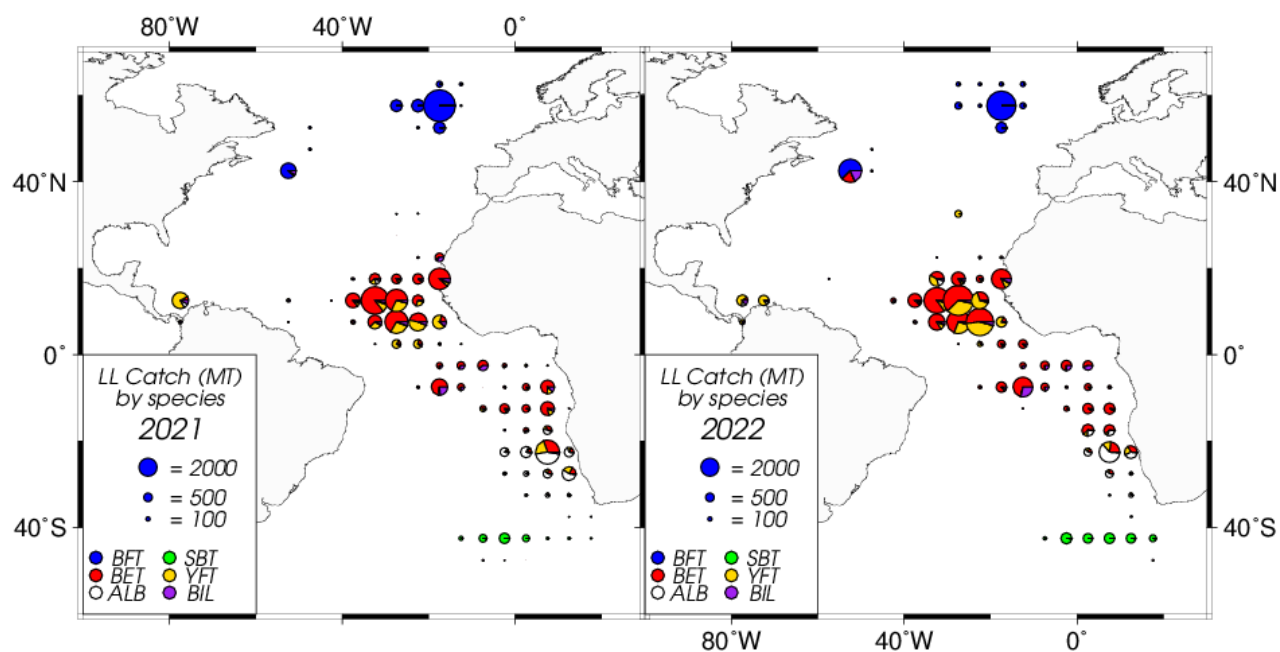 80˚W 40˚W 0˚
40˚N
0˚
40˚S
LL Catch (MT)
by species
2021
= 2000
= 500
= 100
BFT SBT
BET YFT
ALB BIL
LL Catch (MT)
by species
2022
= 2000
= 500
= 100
BFT SBT
BET YFT
ALB BIL
40˚N
0˚
40˚S
80˚W 40˚W 0˚